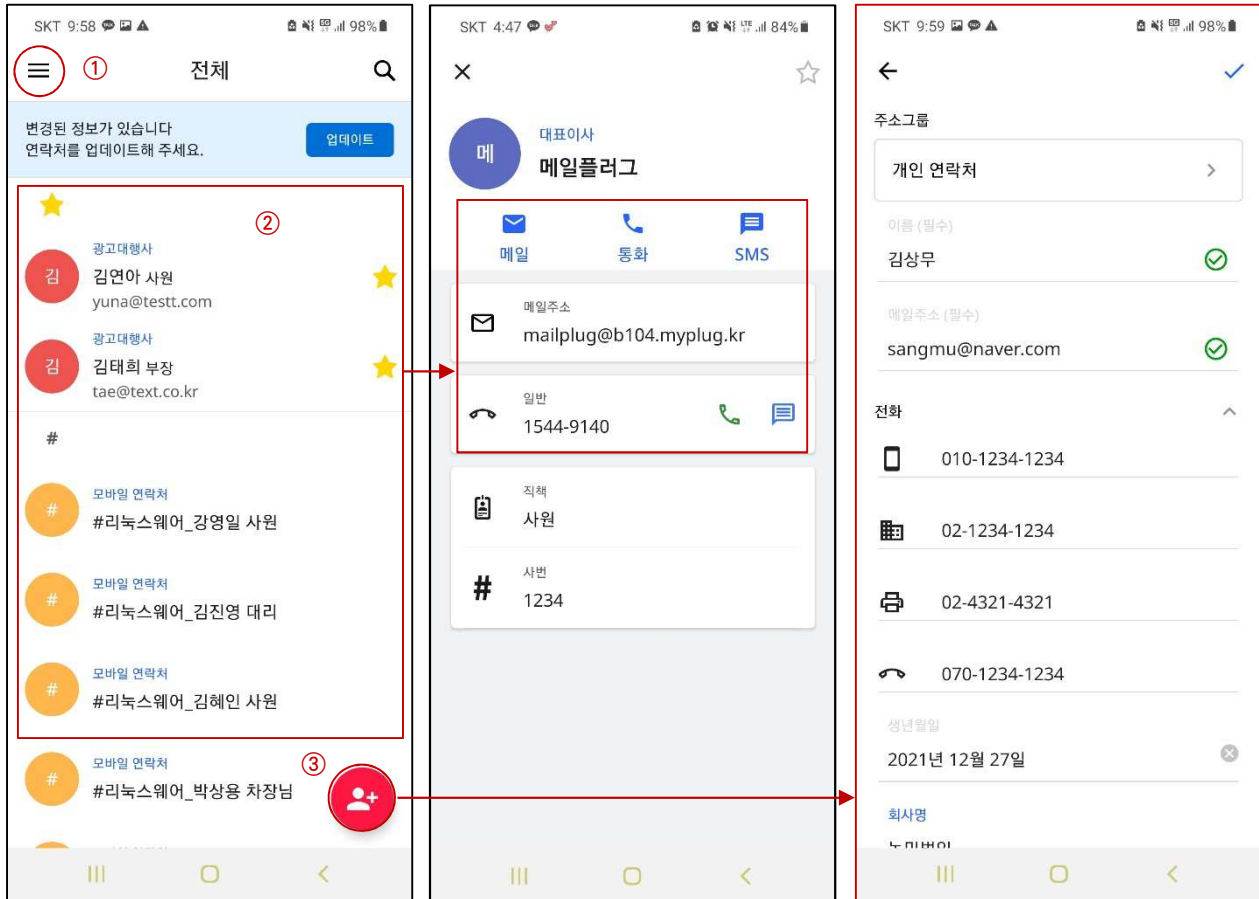 SKT 9:58
98%
①
전체
변경된 정보가 있습니다
연락처를 업데이트해 주세요.
업데이트
②
광고대행사
김
김연아 사원
yuna@testt.com
광고대행사
김
김태희 부장
tae@text.co.kr
#
모바일 연락처
#
#리눅스웨어_강영일 사원
모바일 연락처
#
#리눅스웨어_김진영 대리
모바일 연락처
#
#리눅스웨어_김혜인 사원
③
모바일 연락처
#
#리눅스웨어_박상용 차장님
SKT 4:47
LTE
84%
대표이사
메
메일플러그
메일 통화 SMS
메일주소
mailplug@b104.myplug.kr
일반
1544-9140
직책
사원
사번
# 1234
SKT 9:59
98%
주소그룹
개인 연락처
이름 (필수)
김상무
메일주소 (필수)
sangmu@naver.com
전화
010-1234-1234
02-1234-1234
02-4321-4321
070-1234-1234
생년월일
2021년 12월 27일
회사명